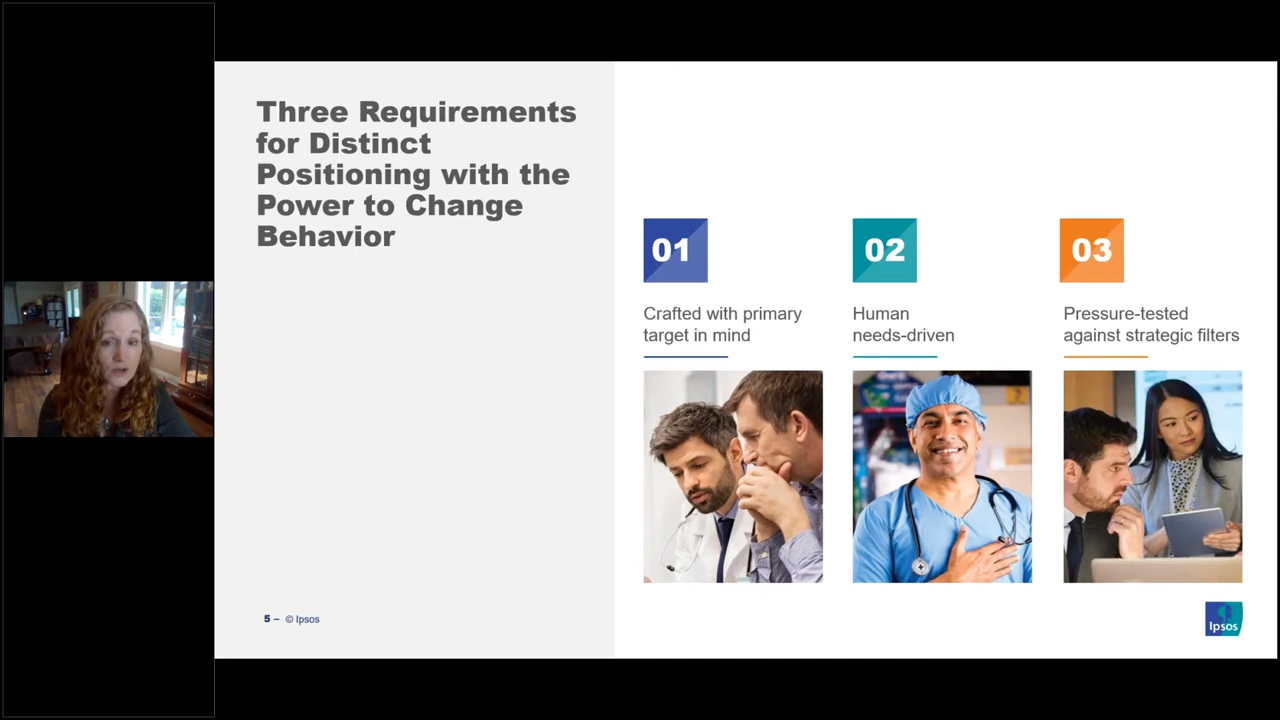 Three Requirements
for Distinct
Positioning with the
Power to Change
Behavior
01
Crafted with primary
target in mind
02
Human
needs-driven
03
Pressure-tested
against strategic filters
5 – © Ipsos
Ipsos